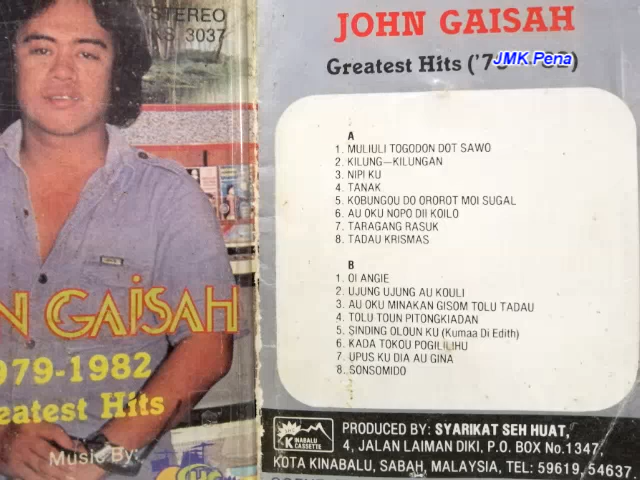 STEREO
3037
N GAISAH
979-1982
eatest Hits
Music By:
JOHN GAISAH
Greatest Hits ('79
JMK.Pena
A
1. MULIULI TOGODON DOT SAWO
2. KILUNG—KILUNGAN
3. NIPI KU
4. TANAK
5. KOBUNGOU DO OROROT MOI SUGAL
6. AU OKU NOPO DII KOILO
7. TARAGANG RASUK
8. TADAU KRISMAS
B
1. OI ANGIE
2. UJUNG UJUNG AU KOULI
3. AU OKU MINAKAN GISOM TOLU TADAU
4. TOLU TOUN PITONGKIADAN
5. SINDING OLOUN KU (Kumaa Di Edith)
6. KADA TOKOU POGILILIHU
7. UPUS KU DIA AU GINA
8. SONSOMIDO
KINABALU
CASSETTE
PRODUCED BY: SYARIKAT SEH HUAT,
4, JALAN LAIMAN DIKI, P.O. BOX No.1347,
KOTA KINABALU, SABAH, MALAYSIA, TEL: 59619, 54637.